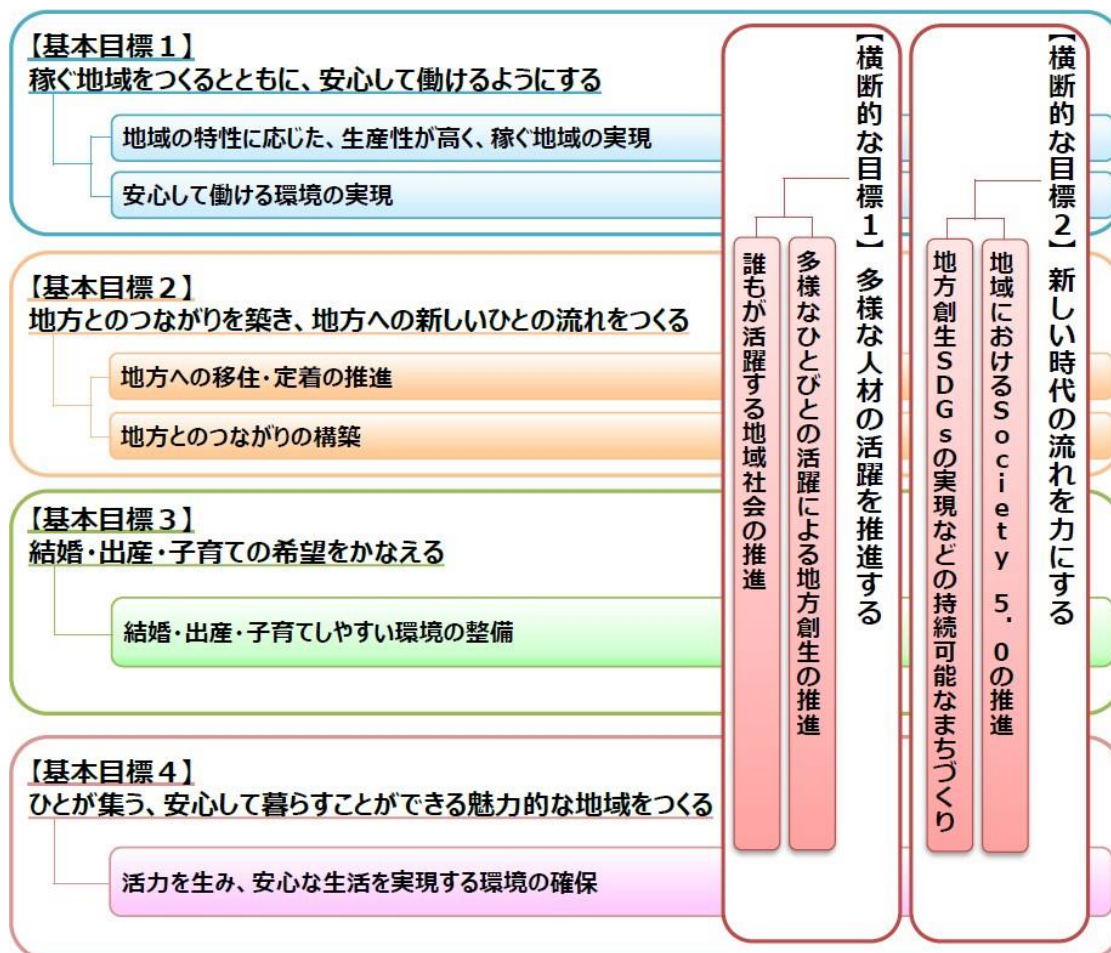 【基本目標１】
稼ぐ地域をつくるとともに、安心して働けるようにする
地域の特性に応じた、生産性が高く、稼ぐ地域の実現
安心して働ける環境の実現
【基本目標２】
地方とのつながりを築き、地方への新しいひとの流れをつくる
地方への移住・定着の推進
地方とのつながりの構築
【基本目標３】
結婚・出産・子育ての希望をかなえる
結婚・出産・子育てしやすい環境の整備
【基本目標４】
ひとが集う、安心して暮らすことができる魅力的な地域をつくる
活力を生み、安心な生活を実現する環境の確保
【横断的な目標１】多様な人材の活躍を推進する
多様なひとびとの活躍による地方創生の推進
誰もが活躍する地域社会の推進
【横断的な目標２】新しい時代の流れを力にする
地域におけるSociety 5.0の推進
地方創生SDGsの実現などの持続可能なまちづくり